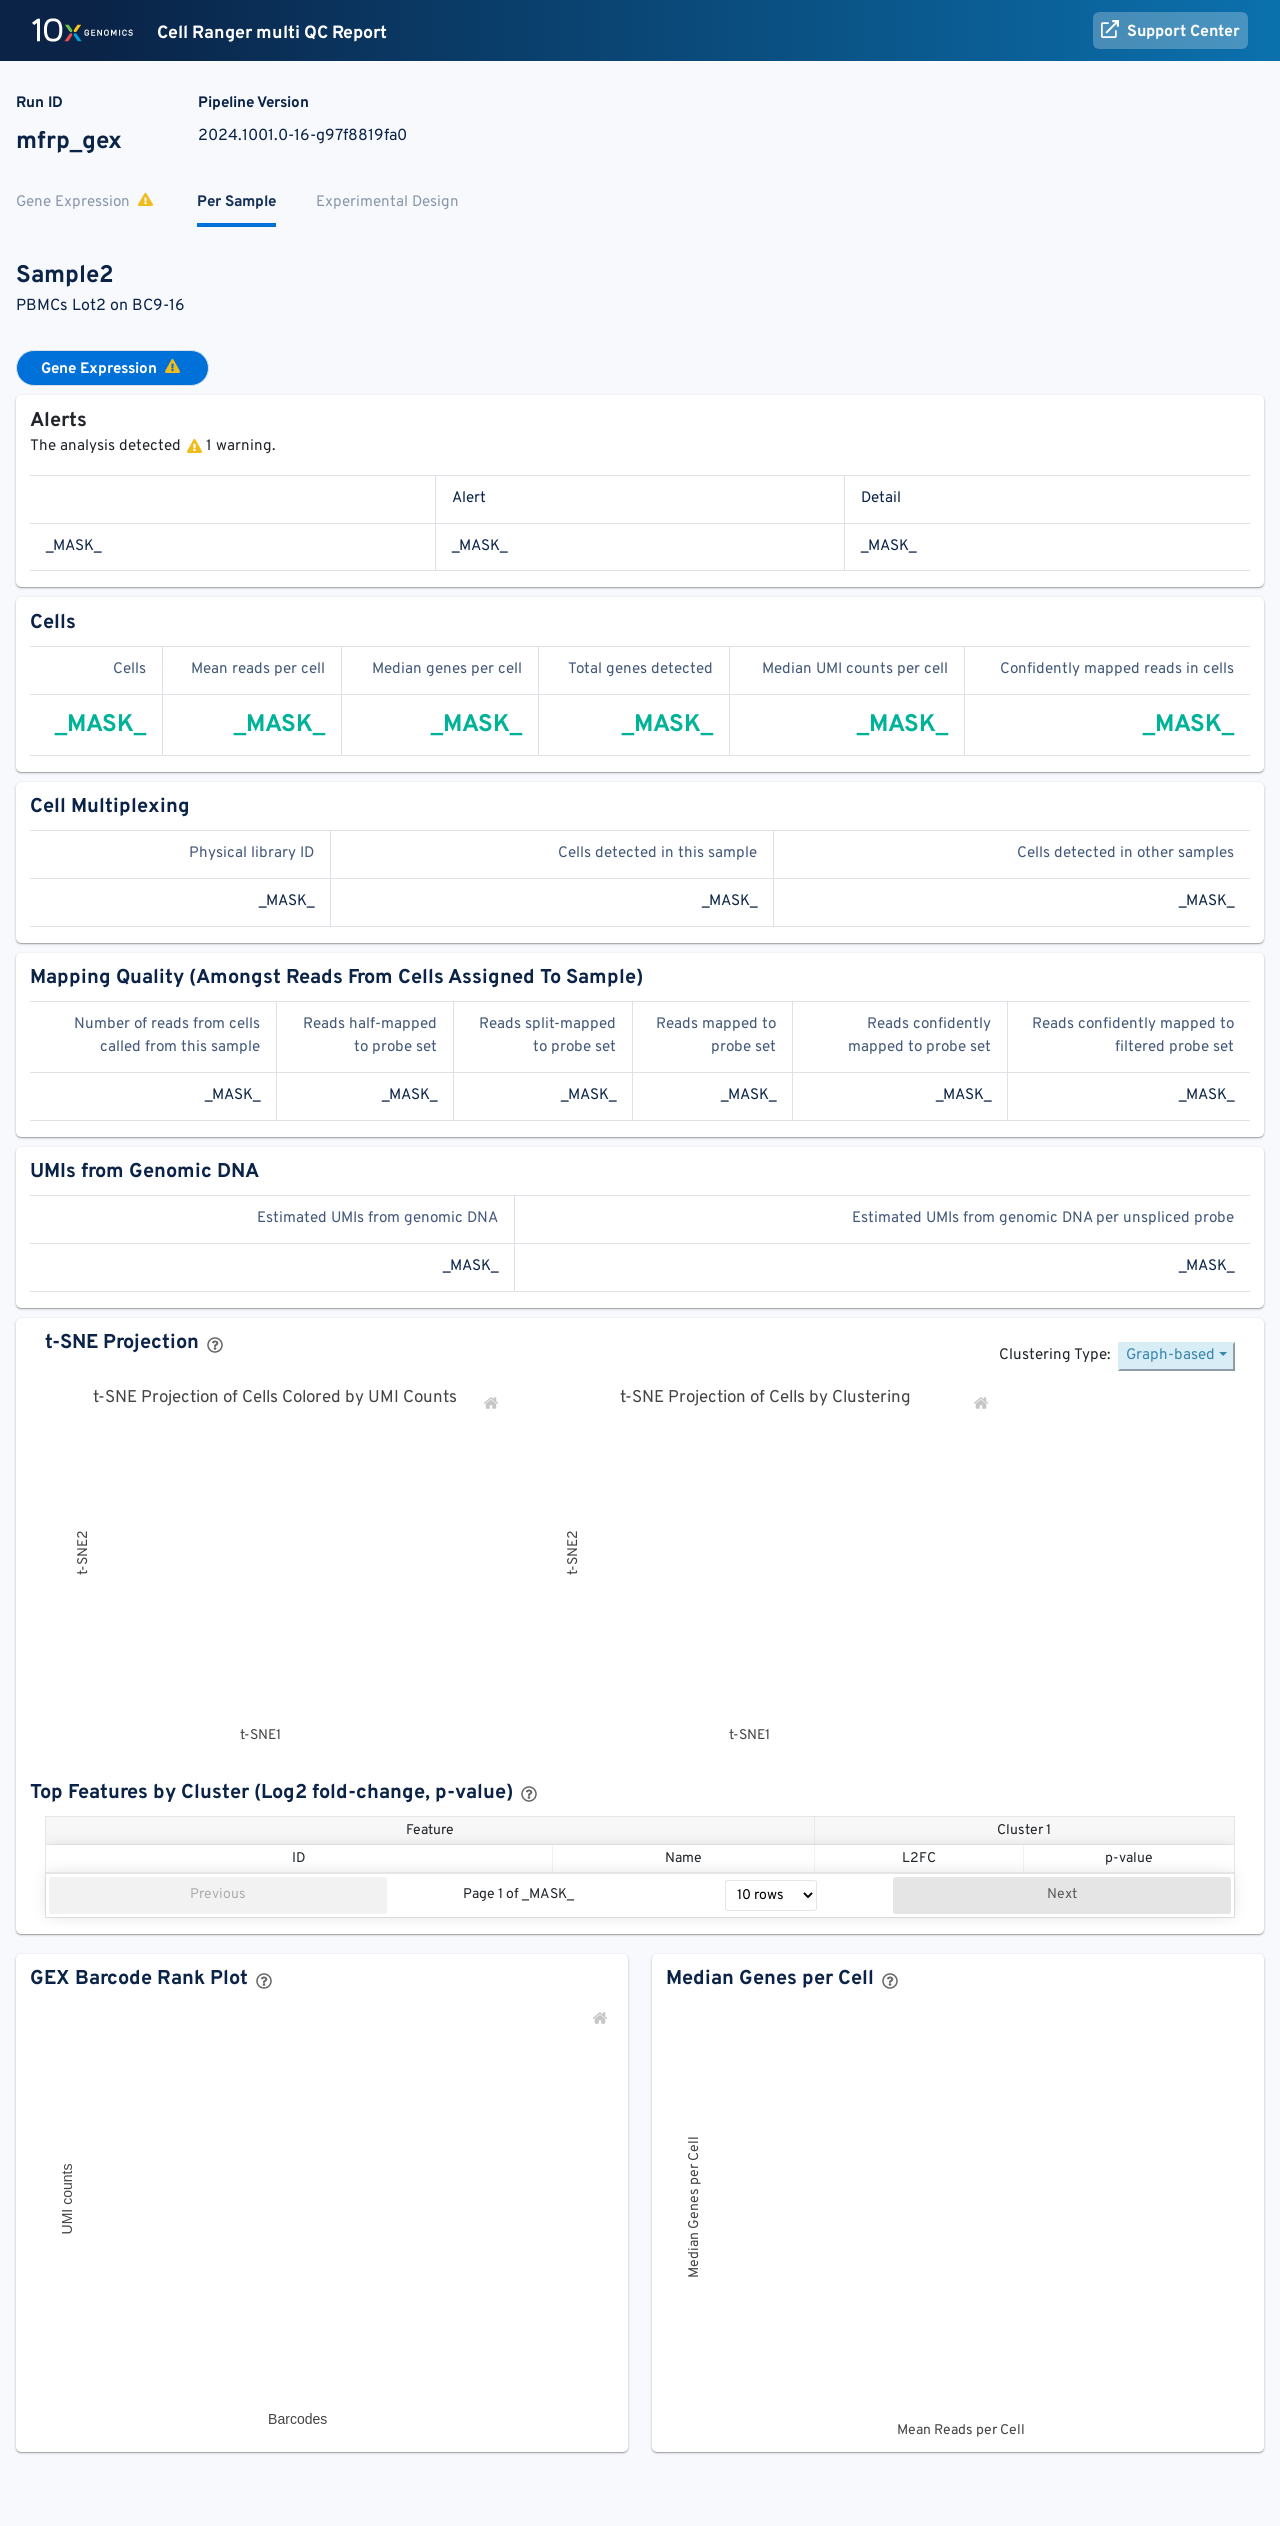 10x GENOMICS Cell Ranger multi QC Report Support Center
Run ID Pipeline Version
mfrp_gex 2024.1001.0-16-g97f8819fa0
Gene Expression Per Sample Experimental Design
Sample2
PBMCs Lot2 on BC9-16
Gene Expression
Alerts
The analysis detected 1 warning.
Alert Detail
_MASK_ _MASK_ _MASK_
Cells
Cells Mean reads per cell Median genes per cell Total genes detected Median UMI counts per cell Confidently mapped reads in cells
_MASK_ _MASK_ _MASK_ _MASK_ _MASK_ _MASK_
Cell Multiplexing
Physical library ID Cells detected in this sample Cells detected in other samples
_MASK_ _MASK_ _MASK_
Mapping Quality (Amongst Reads From Cells Assigned To Sample)
Number of reads from cells Reads half-mapped Reads split-mapped Reads mapped to Reads confidently Reads confidently mapped to
called from this sample to probe set to probe set probe set mapped to probe set filtered probe set
_MASK_ _MASK_ _MASK_ _MASK_ _MASK_ _MASK_
UMIs from Genomic DNA
Estimated UMIs from genomic DNA Estimated UMIs from genomic DNA per unspliced probe
_MASK_ _MASK_
t-SNE Projection ? Clustering Type: Graph-based
t-SNE Projection of Cells Colored by UMI Counts t-SNE Projection of Cells by Clustering
t-SNE2 t-SNE2
t-SNE1 t-SNE1
Top Features by Cluster (Log2 fold-change, p-value) ?
Feature Cluster 1
ID Name L2FC p-value
Previous Page 1 of _MASK_ 10 rows Next
GEX Barcode Rank Plot ? Median Genes per Cell ?
UMI counts Median Genes per Cell
Barcodes Mean Reads per Cell